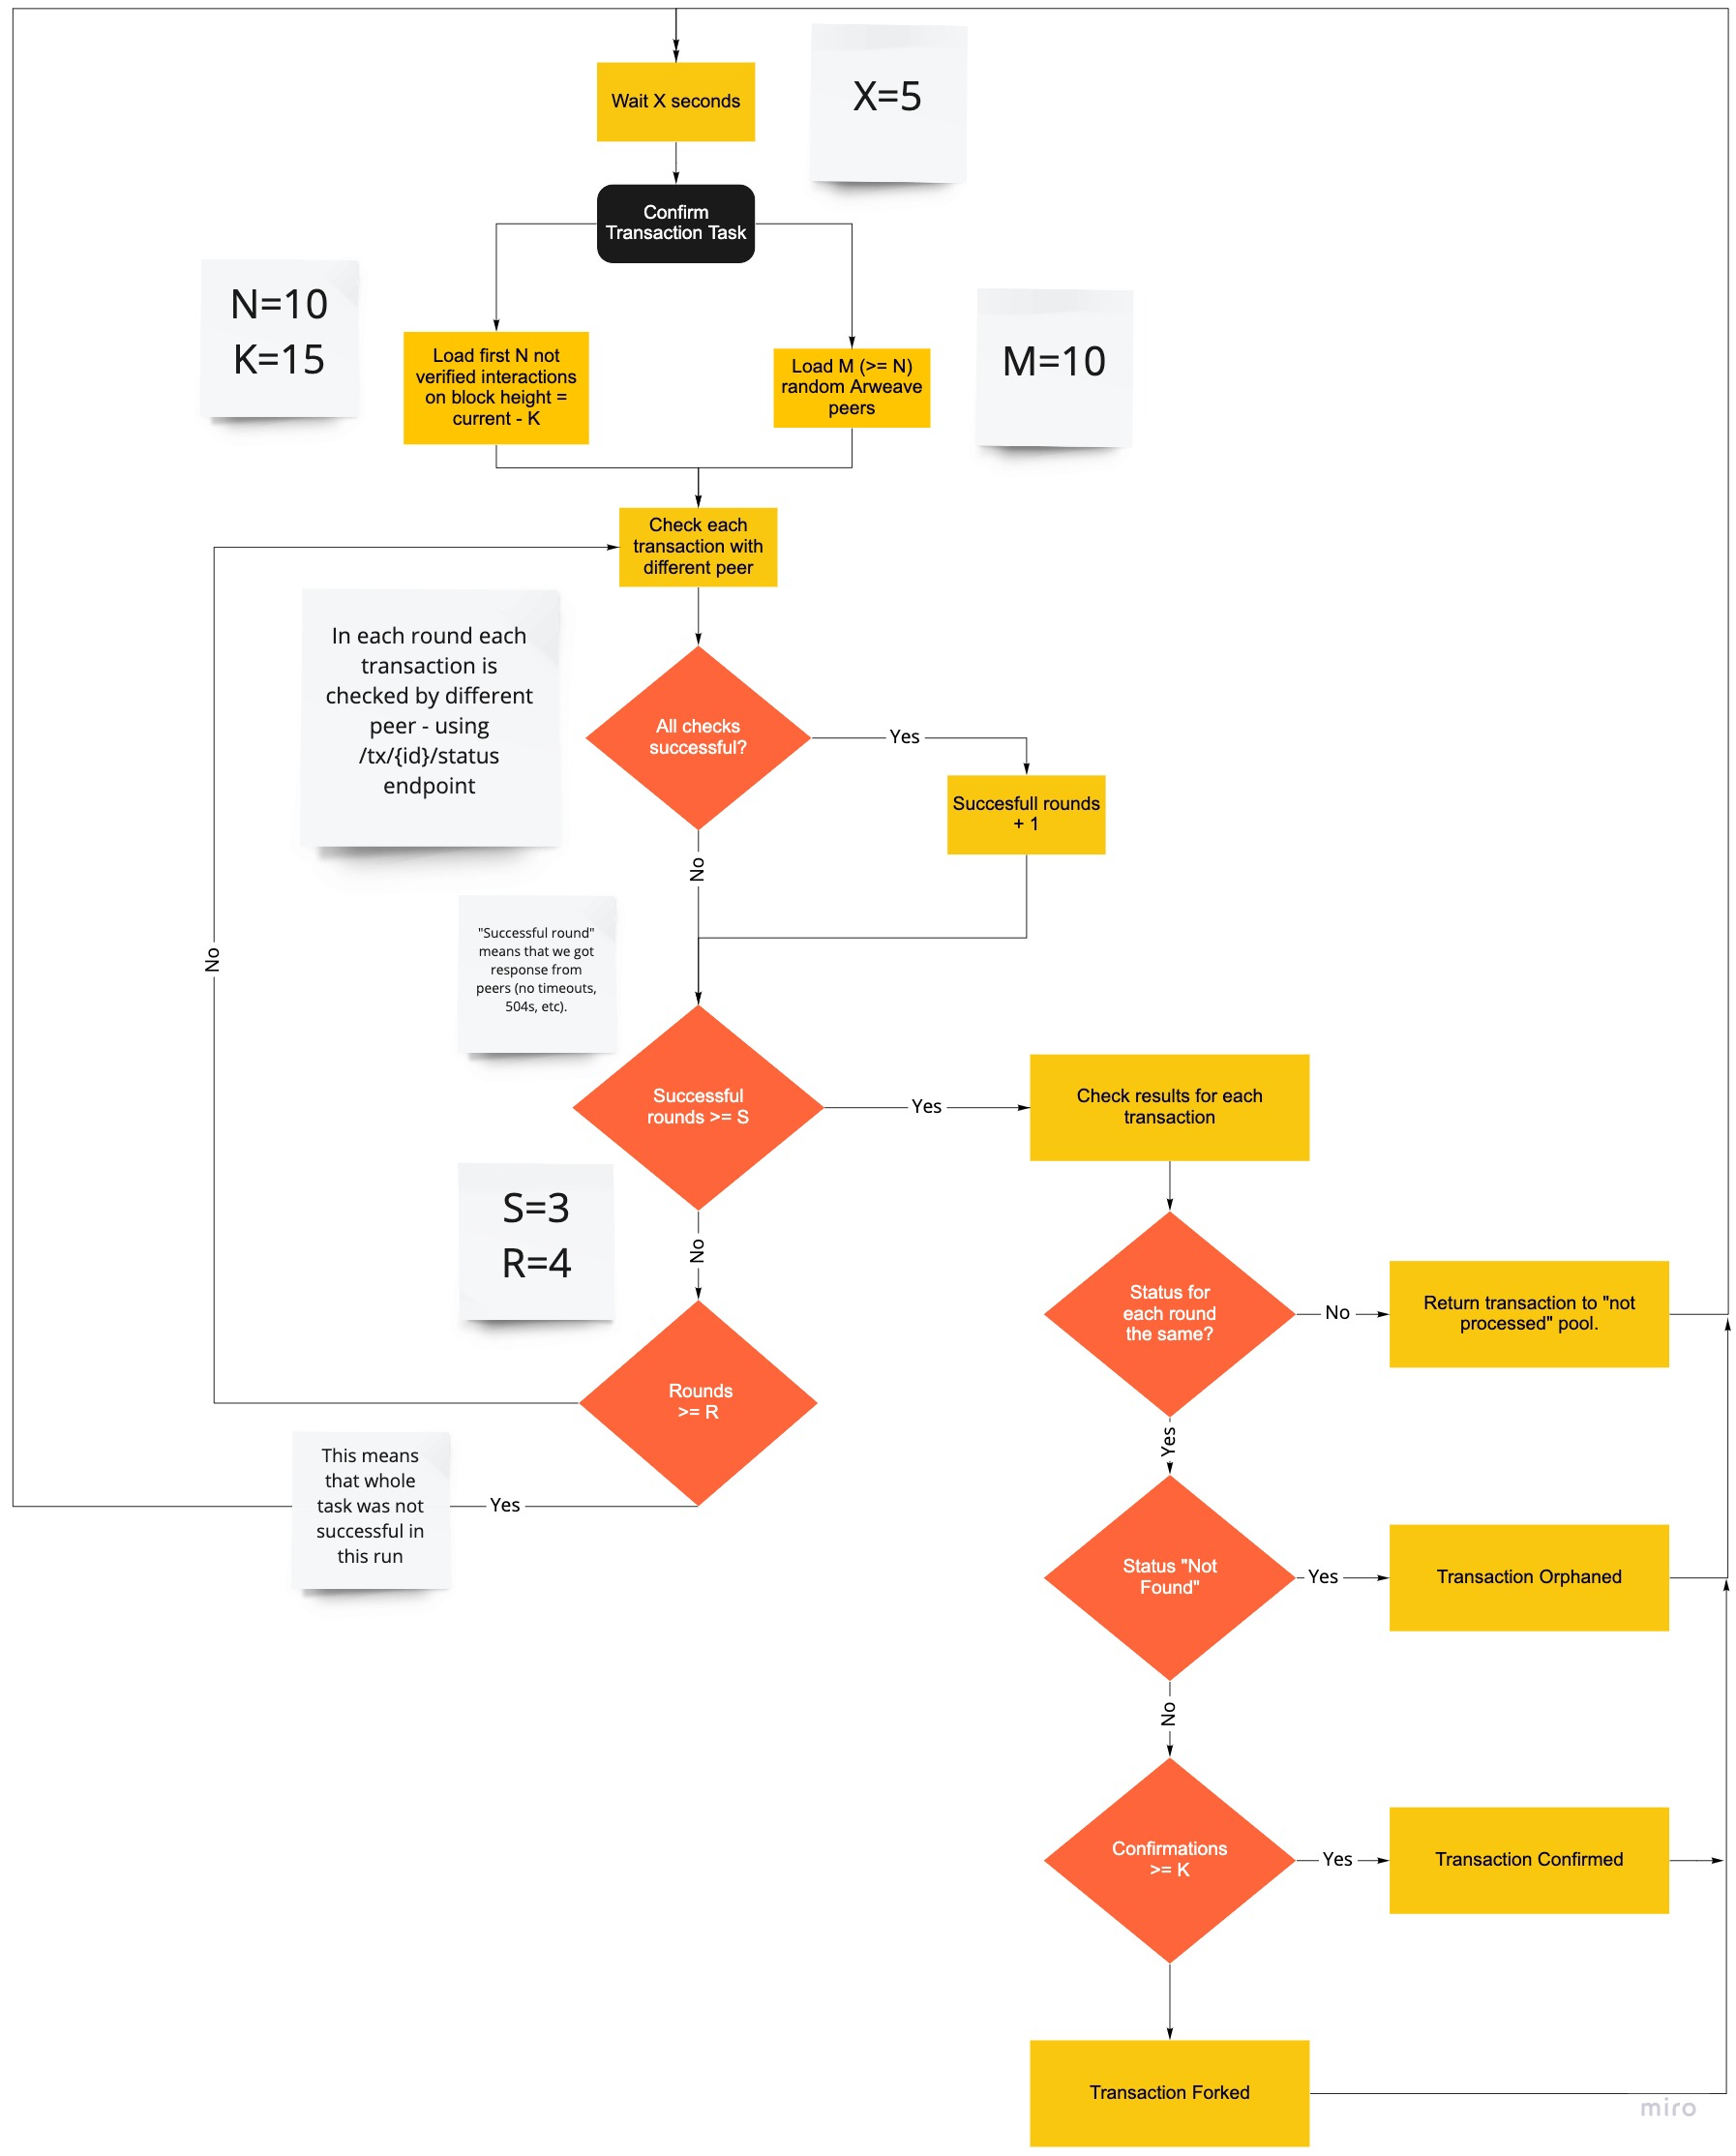 Wait X seconds
X=5
Confirm
Transaction Task
N=10
K=15
Load first N not
verified interactions
on block height =
current - K
Load M (>= N)
random Arweave
peers
M=10
Check each
transaction with
different peer
In each round each
transaction is
checked by different
peer - using
/tx/{id}/status
endpoint
All checks
successful?
Yes
Succesfull rounds
+ 1
No
"Successful round"
means that we got
response from
peers (no timeouts,
504s, etc).
No
Successful
rounds >= S
Yes
Check results for each
transaction
S=3
R=4
No
Status for
each round
the same?
No
Return transaction to "not
processed" pool.
Rounds
>= R
Yes
This means
that whole
task was not
successful in
this run
Yes
Status "Not
Found"
Yes
Transaction Orphaned
No
Confirmations
>= K
Yes
Transaction Confirmed
Transaction Forked
miro